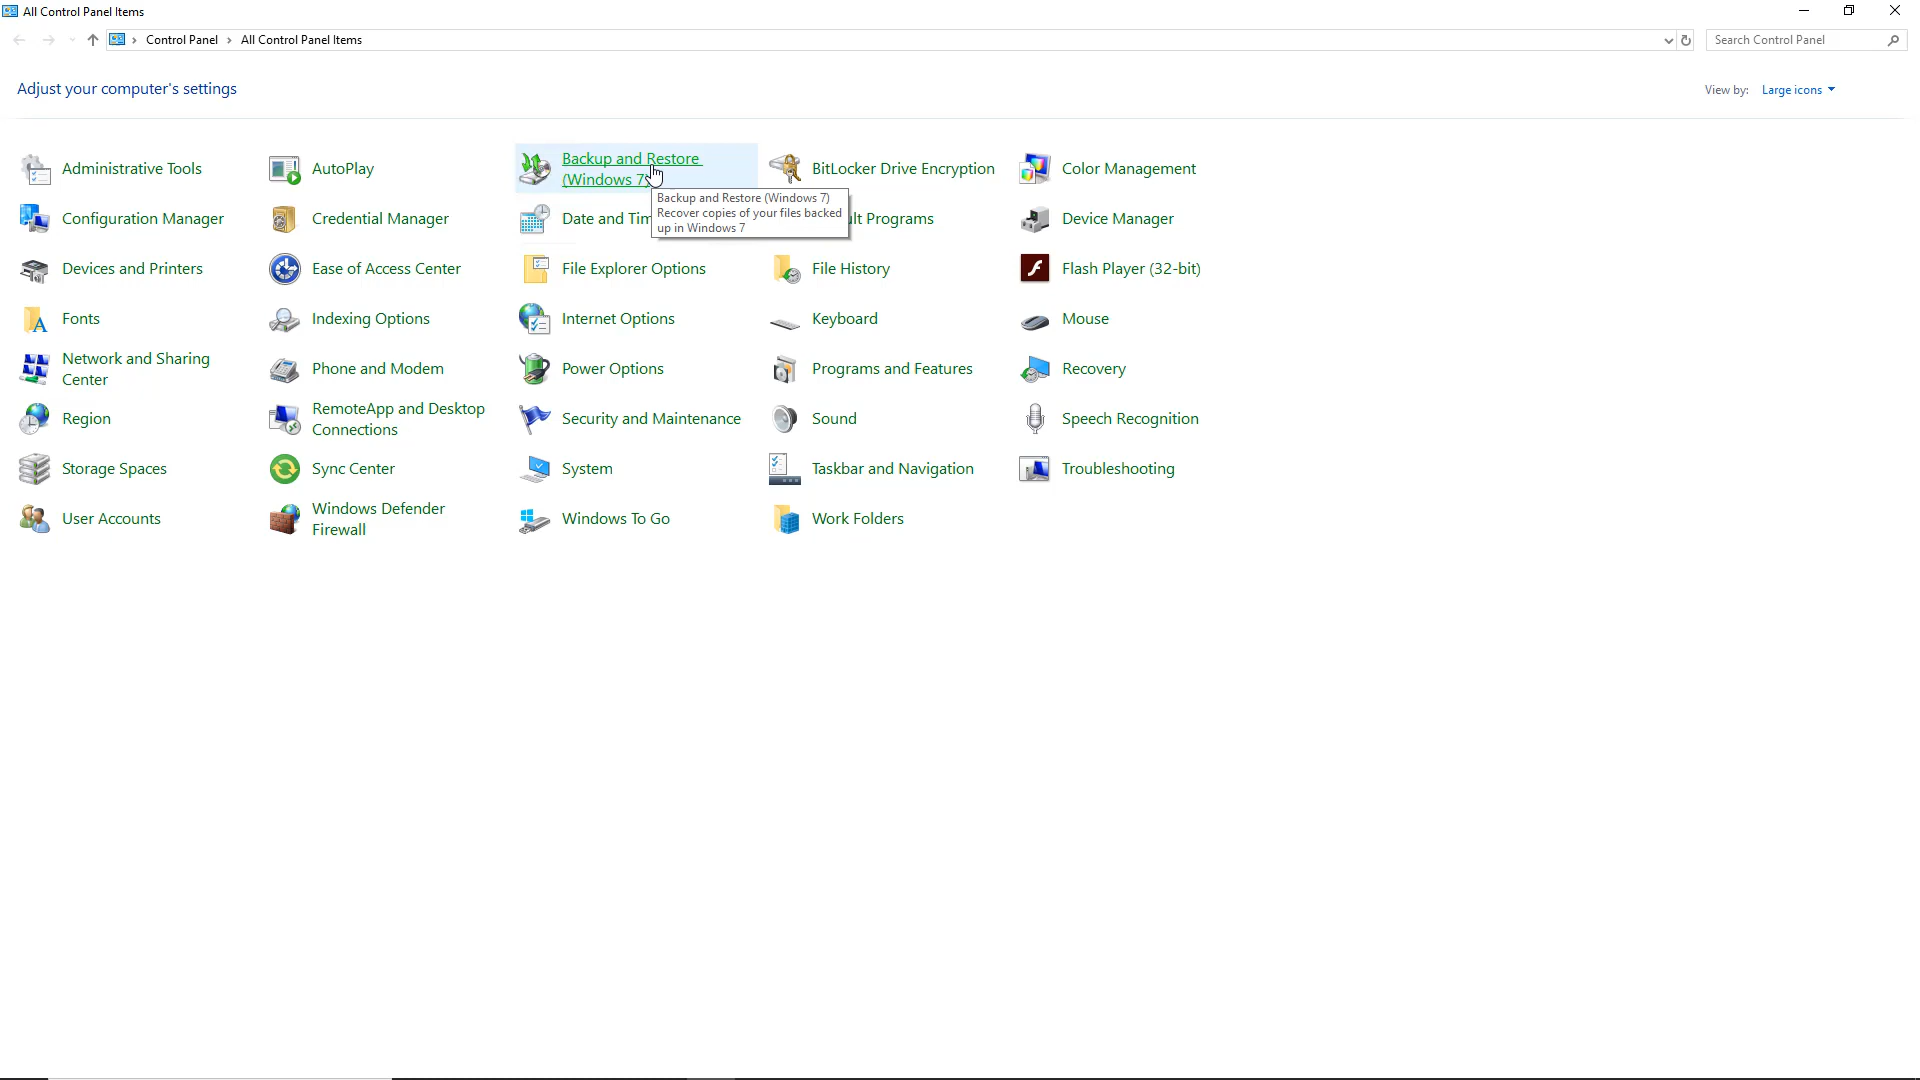 All Control Panel Items
Control Panel > All Control Panel Items
Search Control Panel
Adjust your computer's settings
View by: Large icons
Administrative Tools
AutoPlay
Backup and Restore
(Windows 7)
BitLocker Drive Encryption
Color Management
Configuration Manager
Credential Manager
Date and Tim
Backup and Restore (Windows 7)
Recover copies of your files backed
up in Windows 7
ult Programs
Device Manager
Devices and Printers
Ease of Access Center
File Explorer Options
File History
Flash Player (32-bit)
Fonts
Indexing Options
Internet Options
Keyboard
Mouse
Network and Sharing
Center
Phone and Modem
Power Options
Programs and Features
Recovery
Region
RemoteApp and Desktop
Connections
Security and Maintenance
Sound
Speech Recognition
Storage Spaces
Sync Center
System
Taskbar and Navigation
Troubleshooting
User Accounts
Windows Defender
Firewall
Windows To Go
Work Folders